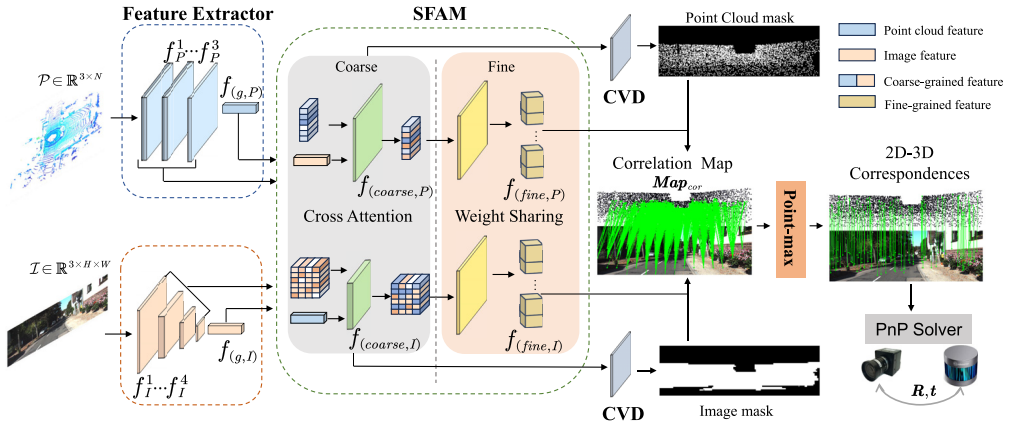 Feature Extractor
SFAM
Point Cloud mask
Point cloud feature
Image feature
Coarse-grained feature
Fine-grained feature
𝒫∈ℝ^{3×N}
f_P^1...f_P^3
f_{(g,P)}
Coarse
Fine
CVD
f_{(coarse,P)}
f_{(fine,P)}
Cross Attention
Weight Sharing
Correlation Map
Map_{cor}
Point-max
2D-3D
Correspondences
ℐ∈ℝ^{3×H×W}
f_{(g,I)}
f_I^1...f_I^4
f_{(coarse,I)}
f_{(fine,I)}
PnP Solver
R,t
CVD
Image mask